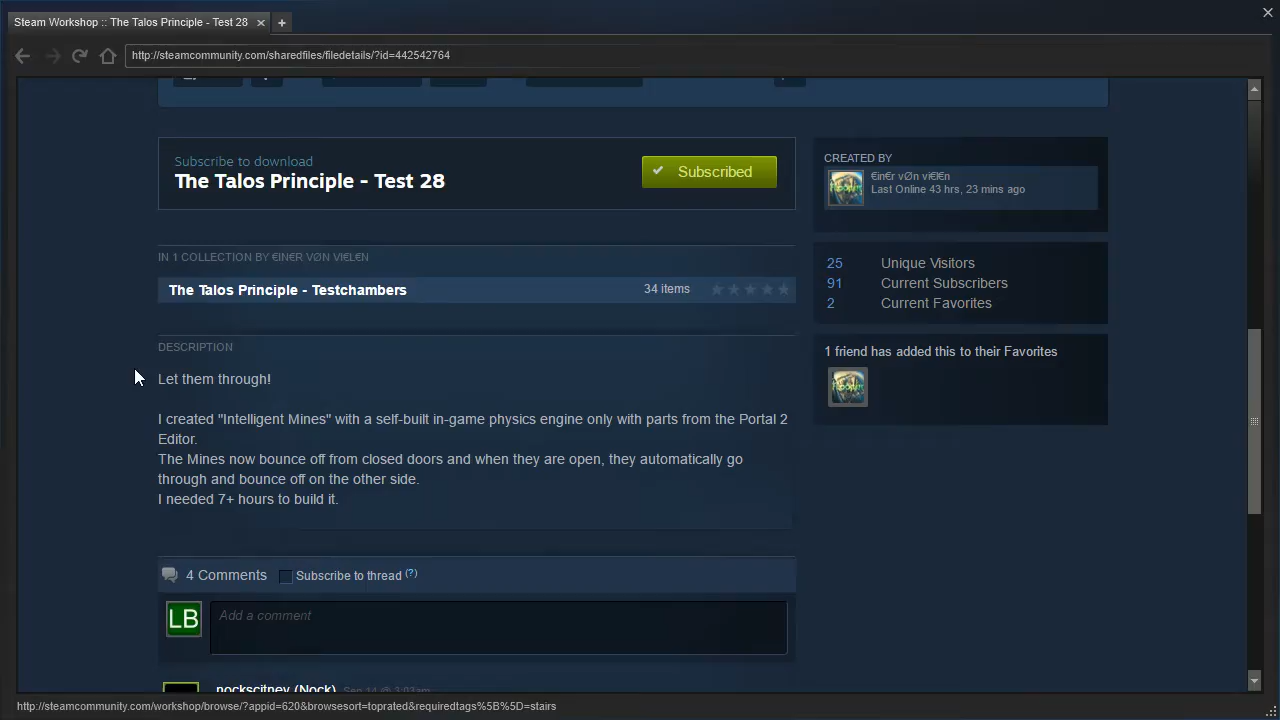 Steam Workshop :: The Talos Principle - Test 28
http://steamcommunity.com/sharedfiles/filedetails/?id=442542764
Subscribe to download
The Talos Principle - Test 28
Subscribed
CREATED BY
€in€r vØn vi€l€n
Last Online 43 hrs, 23 mins ago
IN 1 COLLECTION BY €IN€R VØN VI€L€N
The Talos Principle - Testchambers
34 items
25 Unique Visitors
91 Current Subscribers
2 Current Favorites
DESCRIPTION
1 friend has added this to their Favorites
Let them through!
I created "Intelligent Mines" with a self-built in-game physics engine only with parts from the Portal 2
Editor.
The Mines now bounce off from closed doors and when they are open, they automatically go
through and bounce off on the other side.
I needed 7+ hours to build it.
4 Comments
Subscribe to thread (?)
LB
Add a comment
nockscitney (Nock) Sep 14 @ 3:03am
http://steamcommunity.com/workshop/browse/?appid=620&browsesort=toprated&requiredtags%5B%5D=stairs